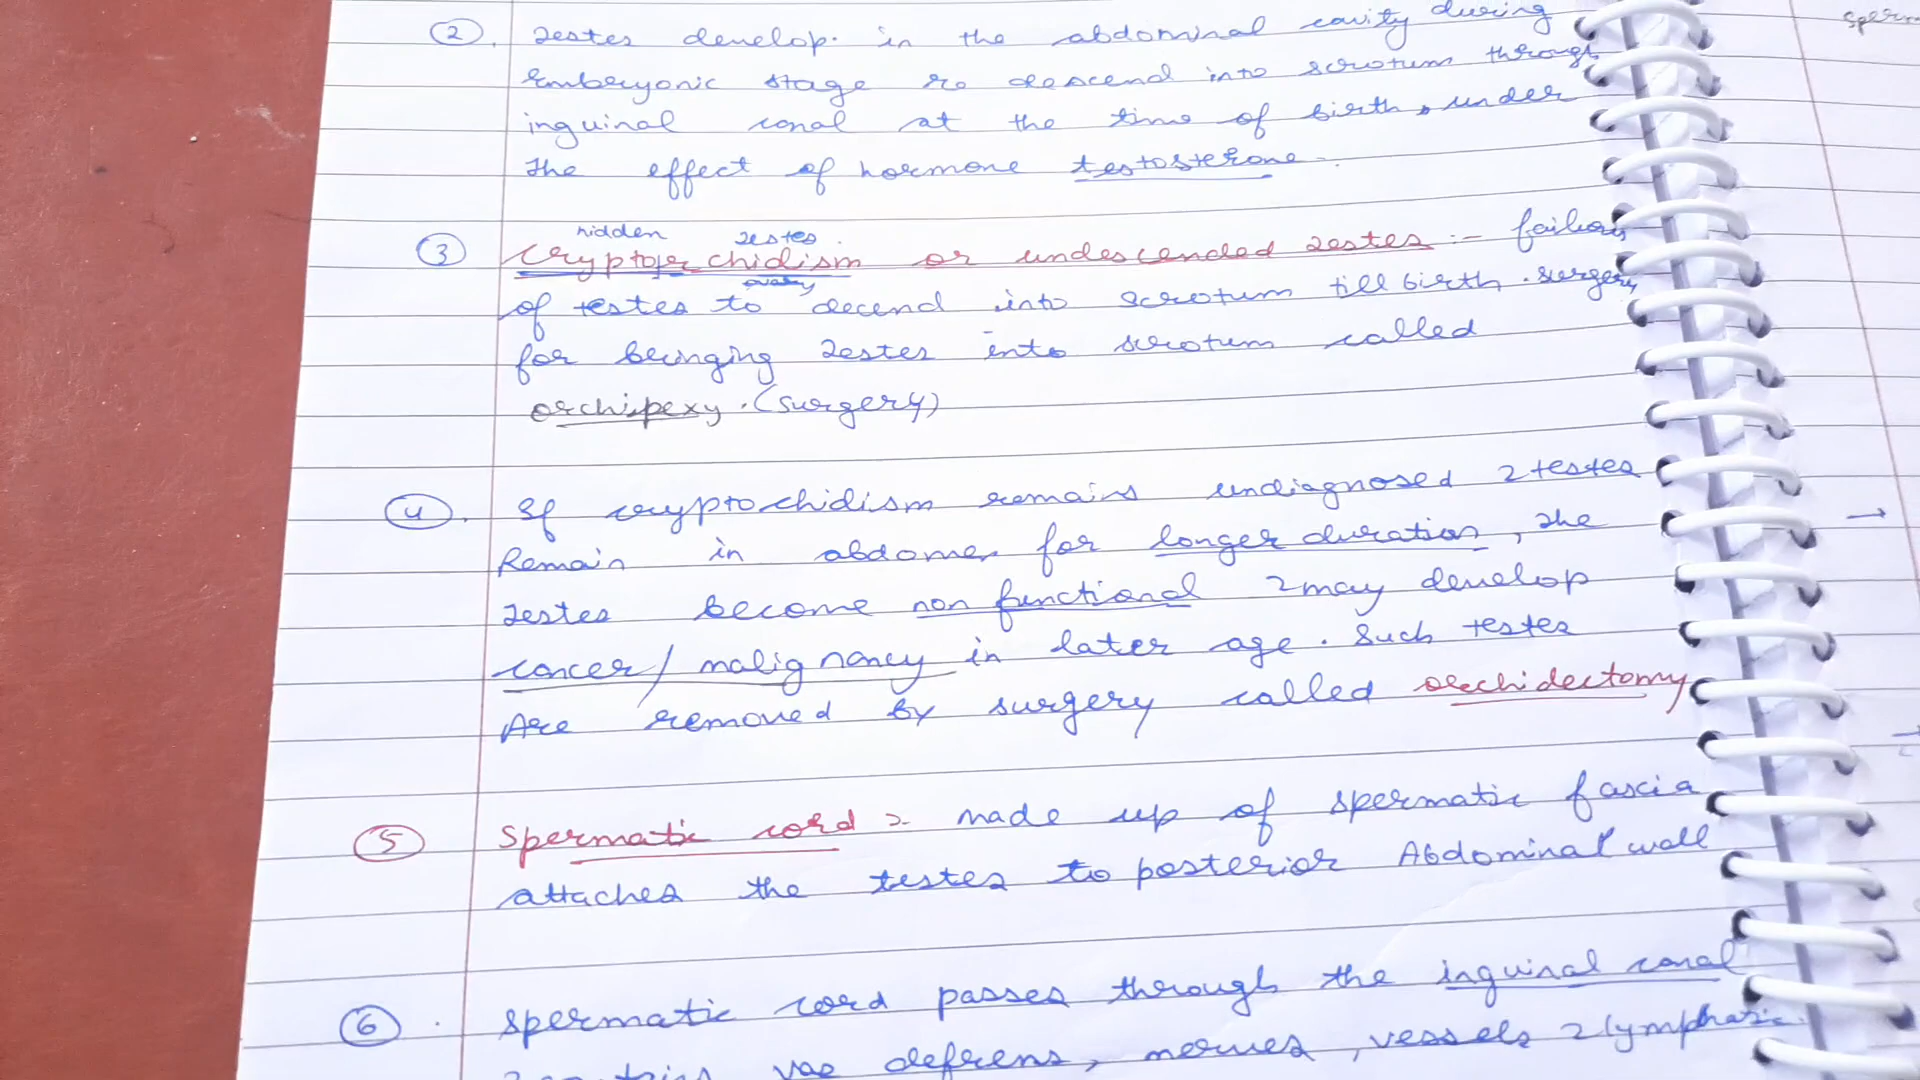 ② . Testes develop. in the abdominal cavity during
Embryonic stage & descend into scrotum through
inguinal canal at the time of birth, under
the effect of hormone testosterone.
hidden testes.
③ Cryptorchidism or undescended testes :-
of testes to decend into scrotum till birth. surgery
for bringing testes into scrotum called
orchipexy. (surgery)
④ . If cryptochidism remains undiagnosed & testes
Remain in abdomen for longer duration, the
testes become non functional & may develop
cancer/malignancy in later age. Such testes
Are removed by surgery called orchidectomy
⑤ Spermatic cord = made up of spermatic fascia
attaches the testes to posterior Abdominal wall
⑥ . Spermatic cord passes through the inguinal canal
vas defrens, nerves, vessels & lymphatic
→